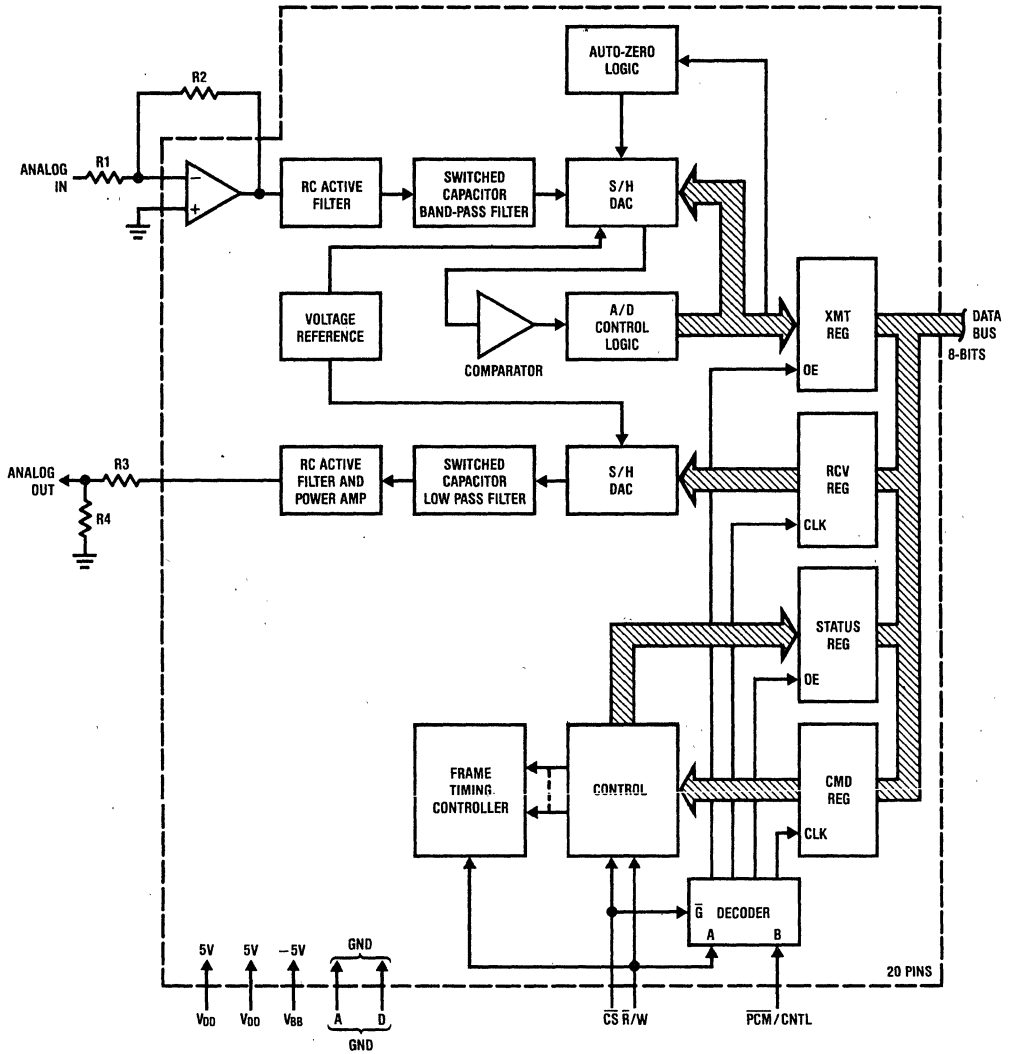 AUTO-ZERO
LOGIC
R2
ANALOG
IN
R1
−
+
RC ACTIVE
FILTER
SWITCHED
CAPACITOR
BAND-PASS FILTER
S/H
DAC
VOLTAGE
REFERENCE
COMPARATOR
A/D
CONTROL
LOGIC
XMT
REG
OE
DATA
BUS
8-BITS
ANALOG
OUT
R3
R4
RC ACTIVE
FILTER AND
POWER AMP
SWITCHED
CAPACITOR
LOW PASS FILTER
S/H
DAC
RCV
REG
CLK
STATUS
REG
OE
FRAME
TIMING
CONTROLLER
CONTROL
CMD
REG
CLK
G̅ DECODER
A B
5V 5V −5V GND
20 PINS
VDD VDD VBB A D
GND
C̅S̅ R̅/W
P̅C̅M̅/CNTL